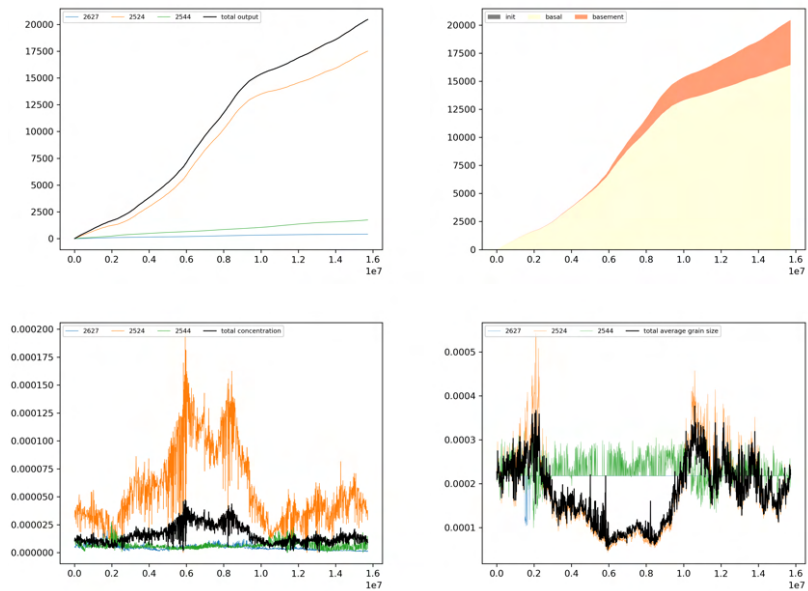 2627 2524 2544 total output
20000
17500
15000
12500
10000
7500
5000
2500
0
0.0 0.2 0.4 0.6 0.8 1.0 1.2 1.4 1.6
1e7
init basal basement
20000
17500
15000
12500
10000
7500
5000
2500
0
0.0 0.2 0.4 0.6 0.8 1.0 1.2 1.4 1.6
1e7
2627 2524 2544 total concentration
0.000200
0.000175
0.000150
0.000125
0.000100
0.000075
0.000050
0.000025
0.000000
0.0 0.2 0.4 0.6 0.8 1.0 1.2 1.4 1.6
1e7
2627 2524 2544 total average grain size
0.0005
0.0004
0.0003
0.0002
0.0001
0.0 0.2 0.4 0.6 0.8 1.0 1.2 1.4 1.6
1e7